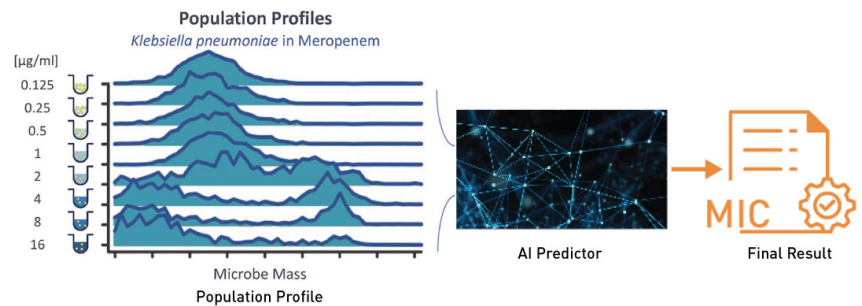 Population Profiles
Klebsiella pneumoniae in Meropenem
[µg/ml]
0.125
0.25
0.5
1
2
4
8
16
Microbe Mass
Population Profile
AI Predictor
MIC
Final Result